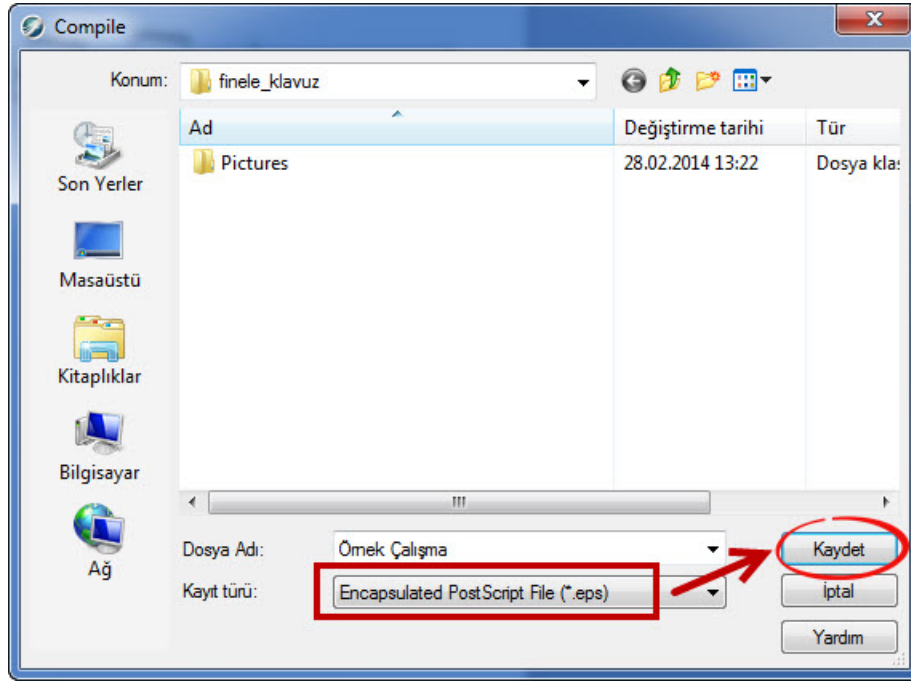 Compile
Konum:
finele_klavuz
Ad
Değiştirme tarihi
Tür
Pictures
28.02.2014 13:22
Dosya klas
Son Yerler
Masaüstü
Kitaplıklar
Bilgisayar
Ağ
Dosya Adı:
Örnek Çalışma
Kaydet
Kayıt türü:
Encapsulated PostScript File (*.eps)
İptal
Yardım